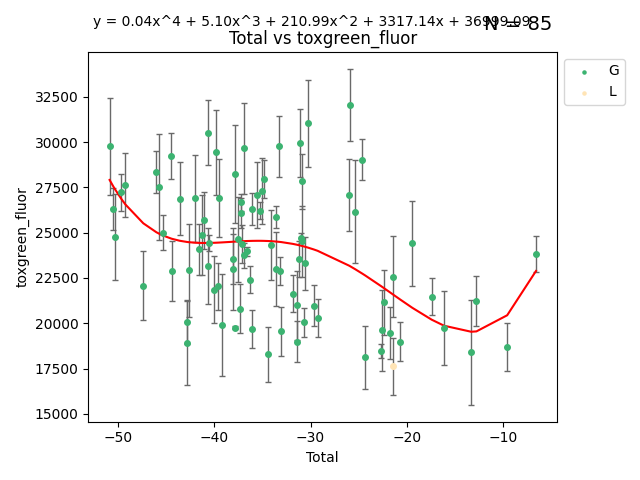 y = 0.04x^4 + 5.10x^3 + 210.99x^2 + 3317.14x + 36999.09
N = 85
Total vs toxgreen_fluor
G
L
32500
30000
27500
25000
22500
20000
17500
15000
toxgreen_fluor
−50
−40
−30
−20
−10
Total